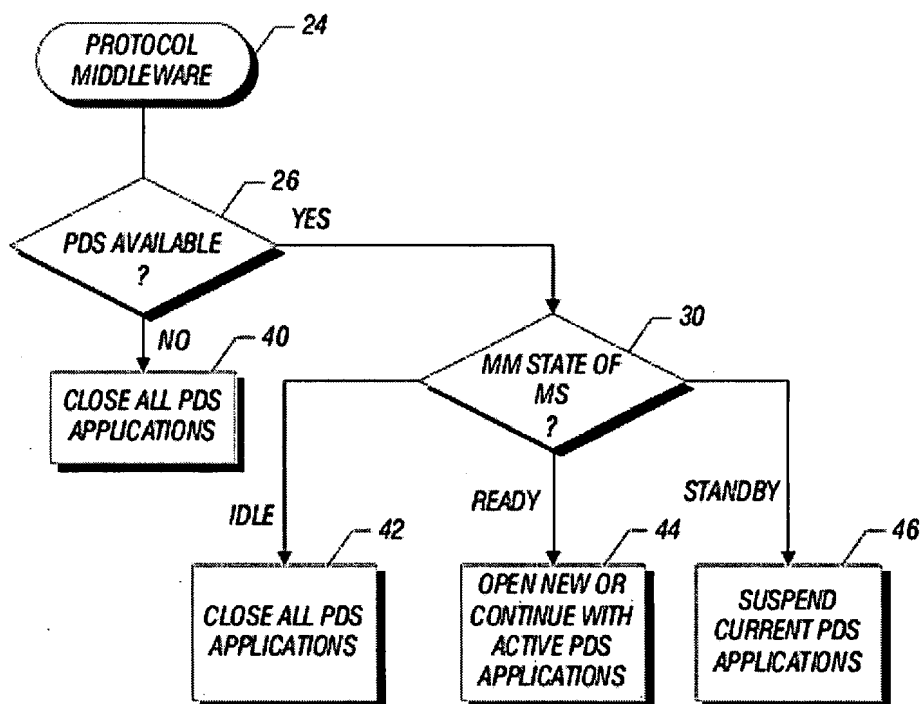 24
PROTOCOL
MIDDLEWARE
26
YES
PDS AVAILABLE
?
NO
40
CLOSE ALL PDS
APPLICATIONS
30
MM STATE OF
MS
?
IDLE
READY
STANDBY
42
CLOSE ALL PDS
APPLICATIONS
44
OPEN NEW OR
CONTINUE WITH
ACTIVE PDS
APPLICATIONS
46
SUSPEND
CURRENT PDS
APPLICATIONS